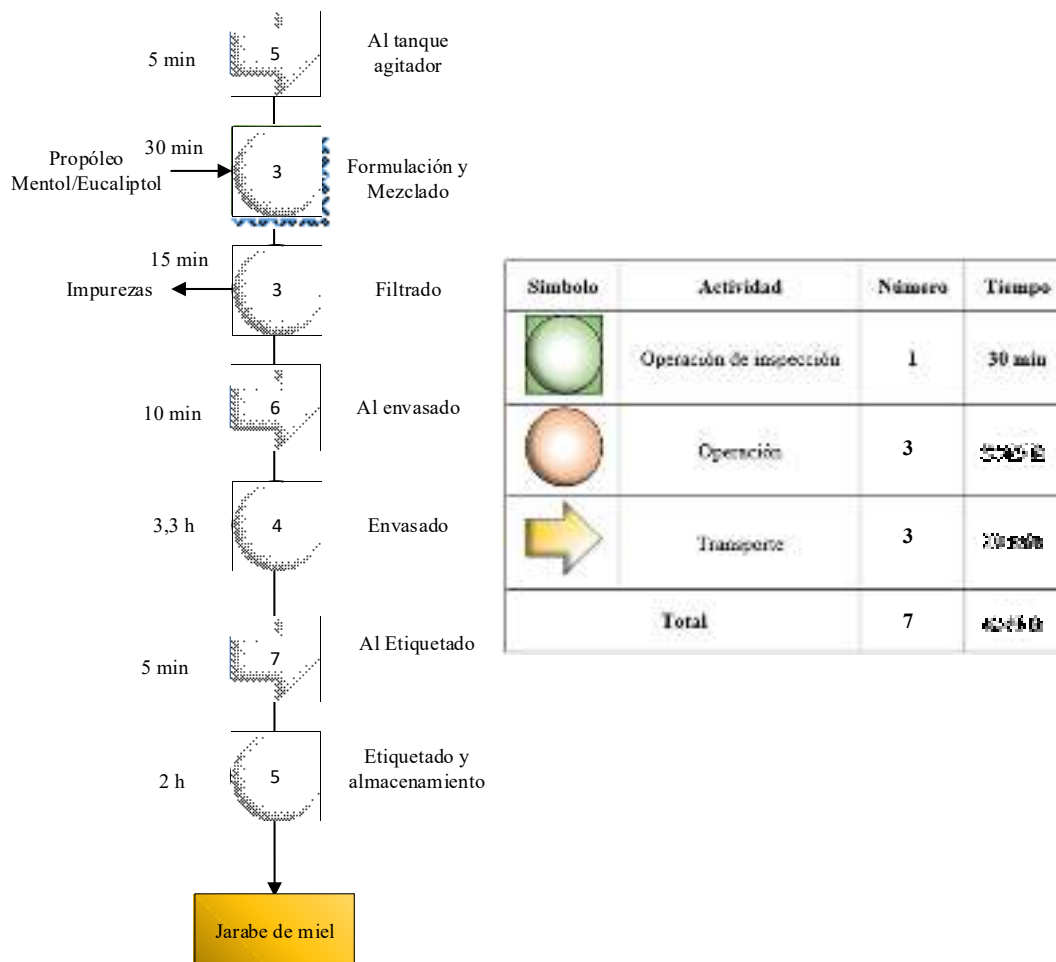 5 min
5
Al tanque
agitador
30 min
Propóleo
Mentol/Eucaliptol
3
Formulación y
Mezclado
15 min
Impurezas
3
Filtrado
10 min
6
Al envasado
3,3 h
4
Envasado
5 min
7
Al Etiquetado
2 h
5
Etiquetado y
almacenamiento
Jarabe de miel
Símbolo Actividad Número Tiempo
Operación de inspección 1 30 min
Operación 3
Transporte 3
Total 7